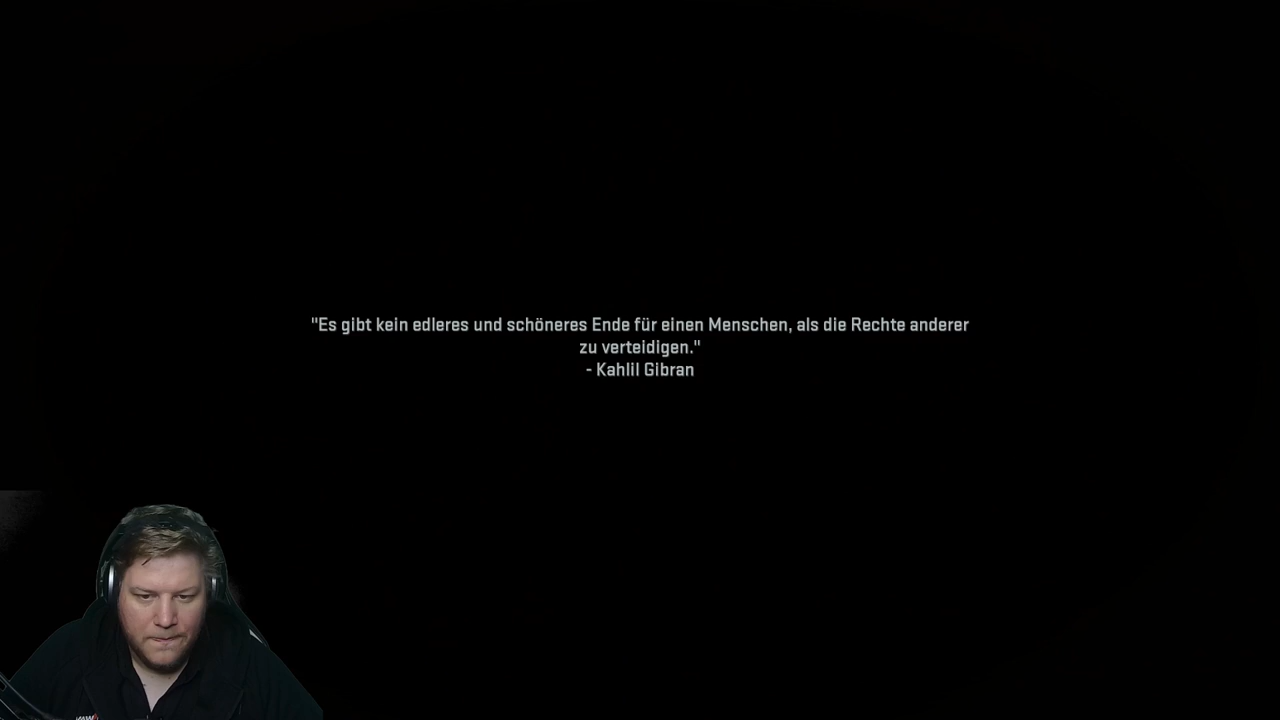 "Es gibt kein edleres und schöneres Ende für einen Menschen, als die Rechte anderer
zu verteidigen."
- Kahlil Gibran